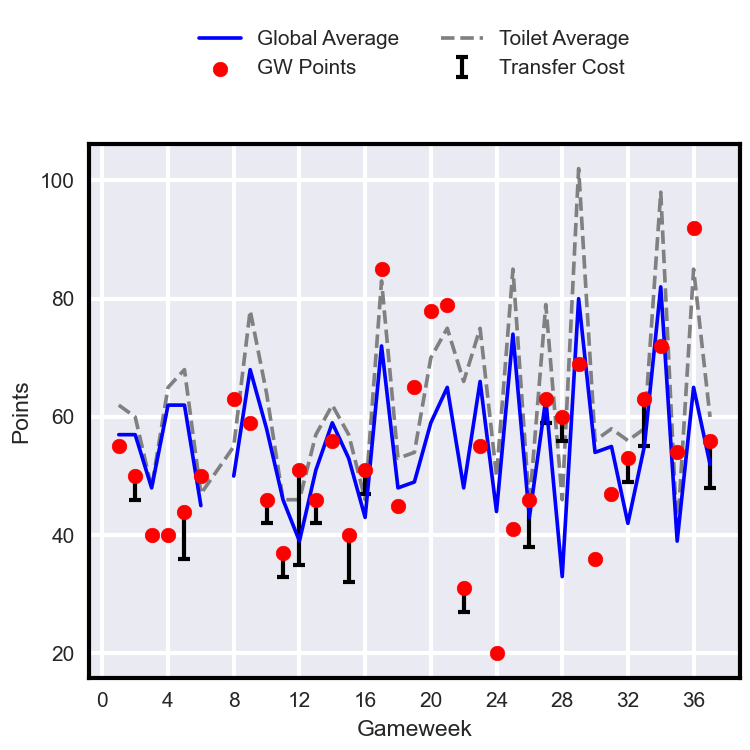 Global Average Toilet Average
GW Points Transfer Cost
100
80
60
40
20
Points
0 4 8 12 16 20 24 28 32 36
Gameweek